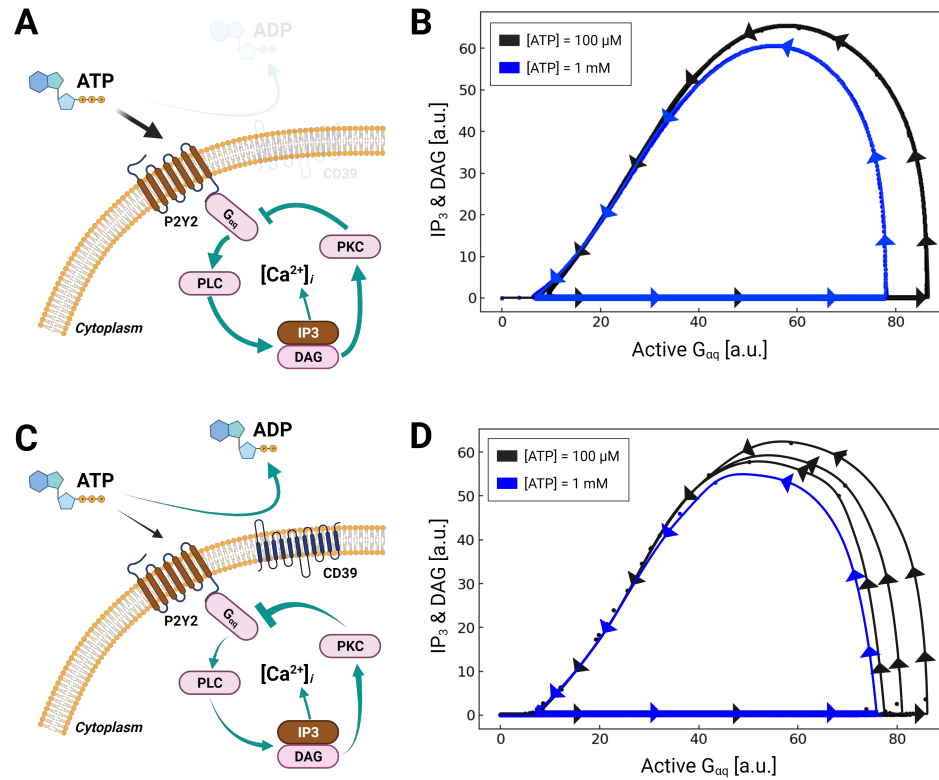 A
ADP
ATP
CD39
P2Y2
Gαq
PKC
PLC
[Ca2+]i
IP3
DAG
Cytoplasm
B
[ATP] = 100 μM
[ATP] = 1 mM
IP3 & DAG [a.u.]
60
50
40
30
20
10
0
0 20 40 60 80
Active Gαq [a.u.]
C
ADP
ATP
CD39
P2Y2
Gαq
PKC
PLC
[Ca2+]i
IP3
DAG
Cytoplasm
D
[ATP] = 100 μM
[ATP] = 1 mM
IP3 & DAG [a.u.]
60
50
40
30
20
10
0
0 20 40 60 80
Active Gαq [a.u.]